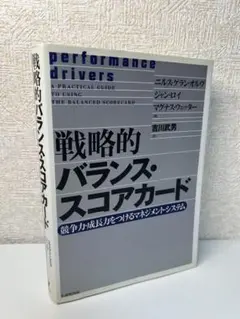 performance
drivers
A PRACTICAL GUIDE
TO USING
THE BALANCED SCORECARD
ニルス・ゲラン・オルヴ
ジャン・ロイ
マグナス・ウェッター
吉川武男
戦略的
バランス・
スコアカード
競争力・成長力をつけるマネジメント・システム
戦略的バランス・スコアカード